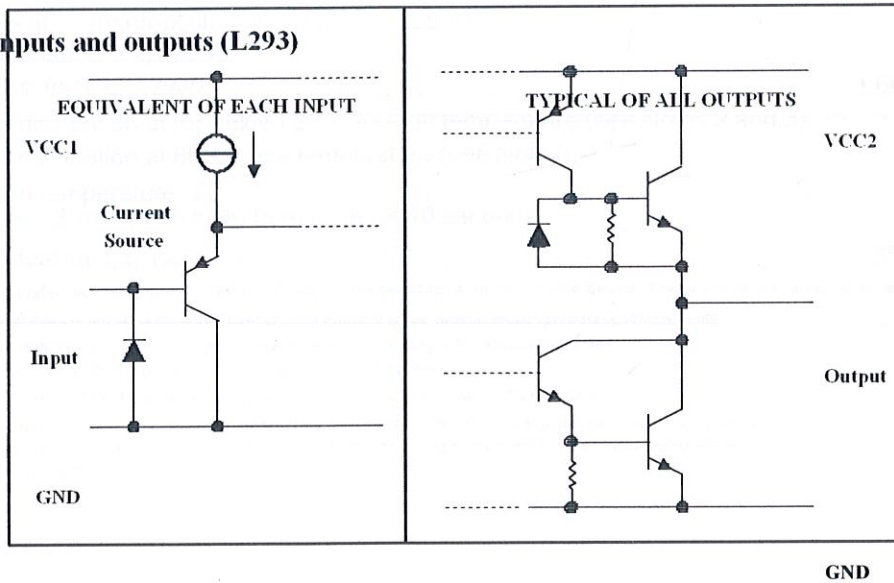 nputs and outputs (L293)
EQUIVALENT OF EACH INPUT
VCC1
Current
Source
Input
GND
TYPICAL OF ALL OUTPUTS
VCC2
Output
GND